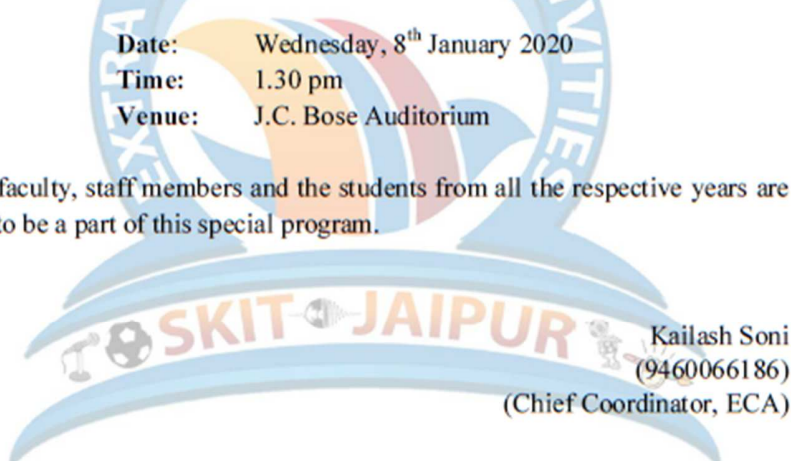 EXTRA
VITIES
Date: Wednesday, 8th January 2020
Time: 1.30 pm
Venue: J.C. Bose Auditorium
faculty, staff members and the students from all the respective years are
to be a part of this special program.
SKIT JAIPUR
Kailash Soni
(9460066186)
(Chief Coordinator, ECA)